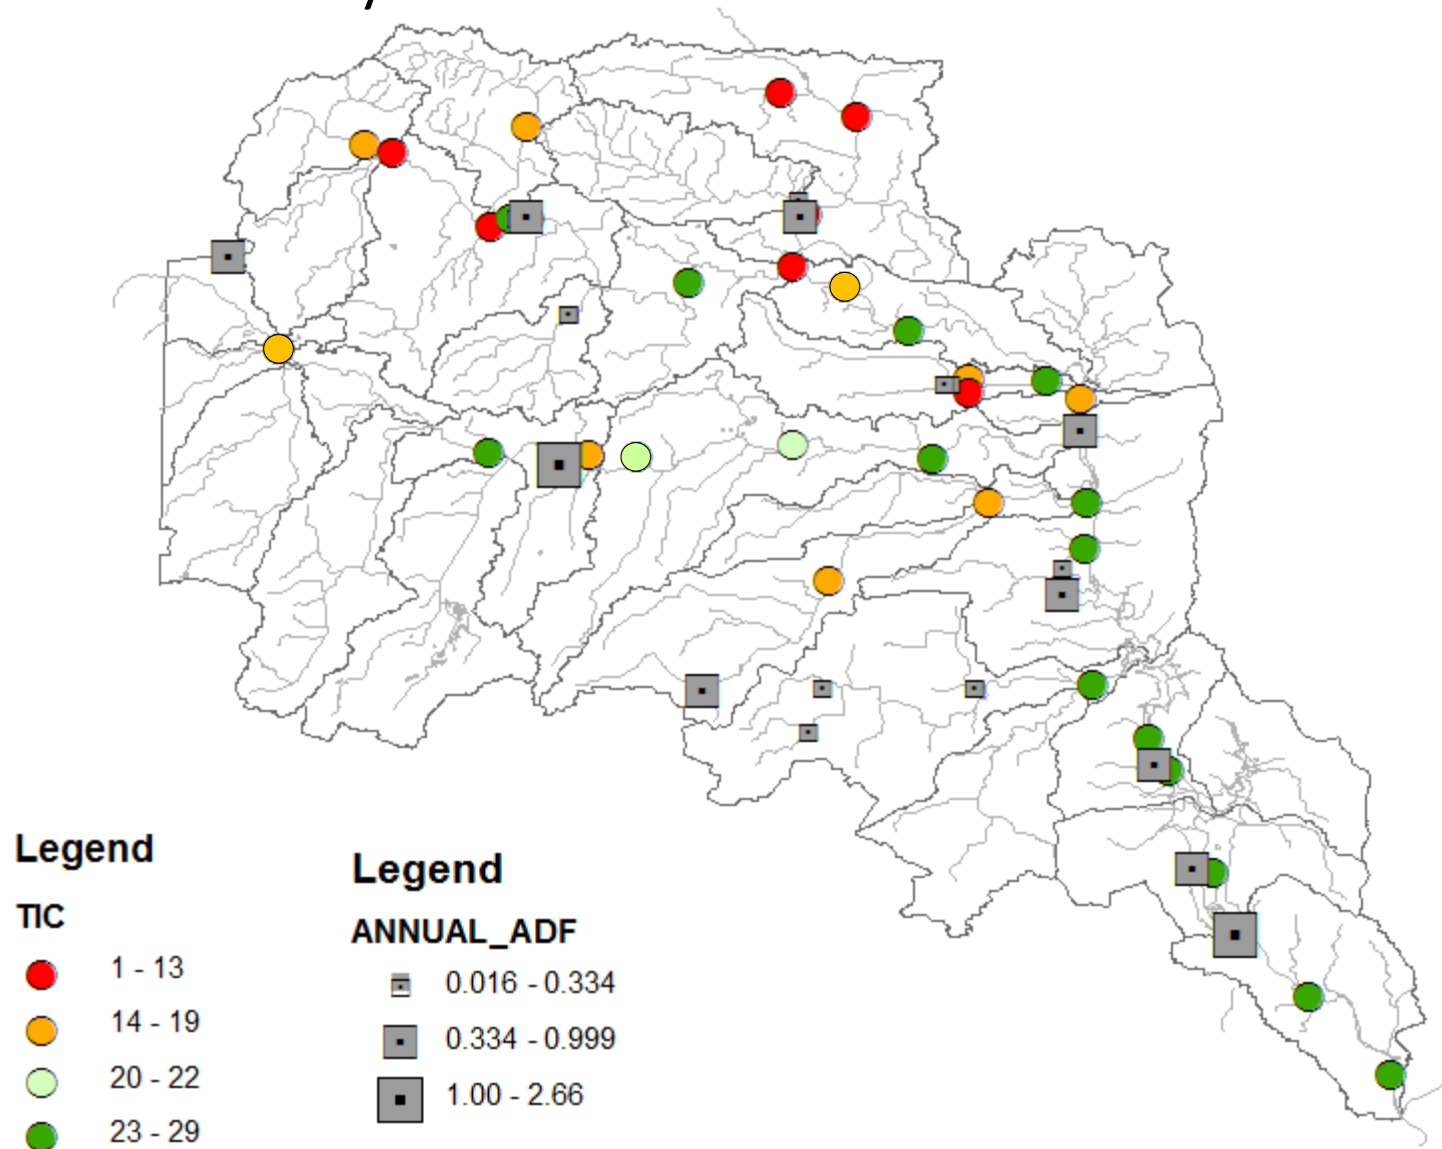 Legend
TIC
1 - 13
14 - 19
20 - 22
23 - 29
Legend
ANNUAL_ADF
0.016 - 0.334
0.334 - 0.999
1.00 - 2.66